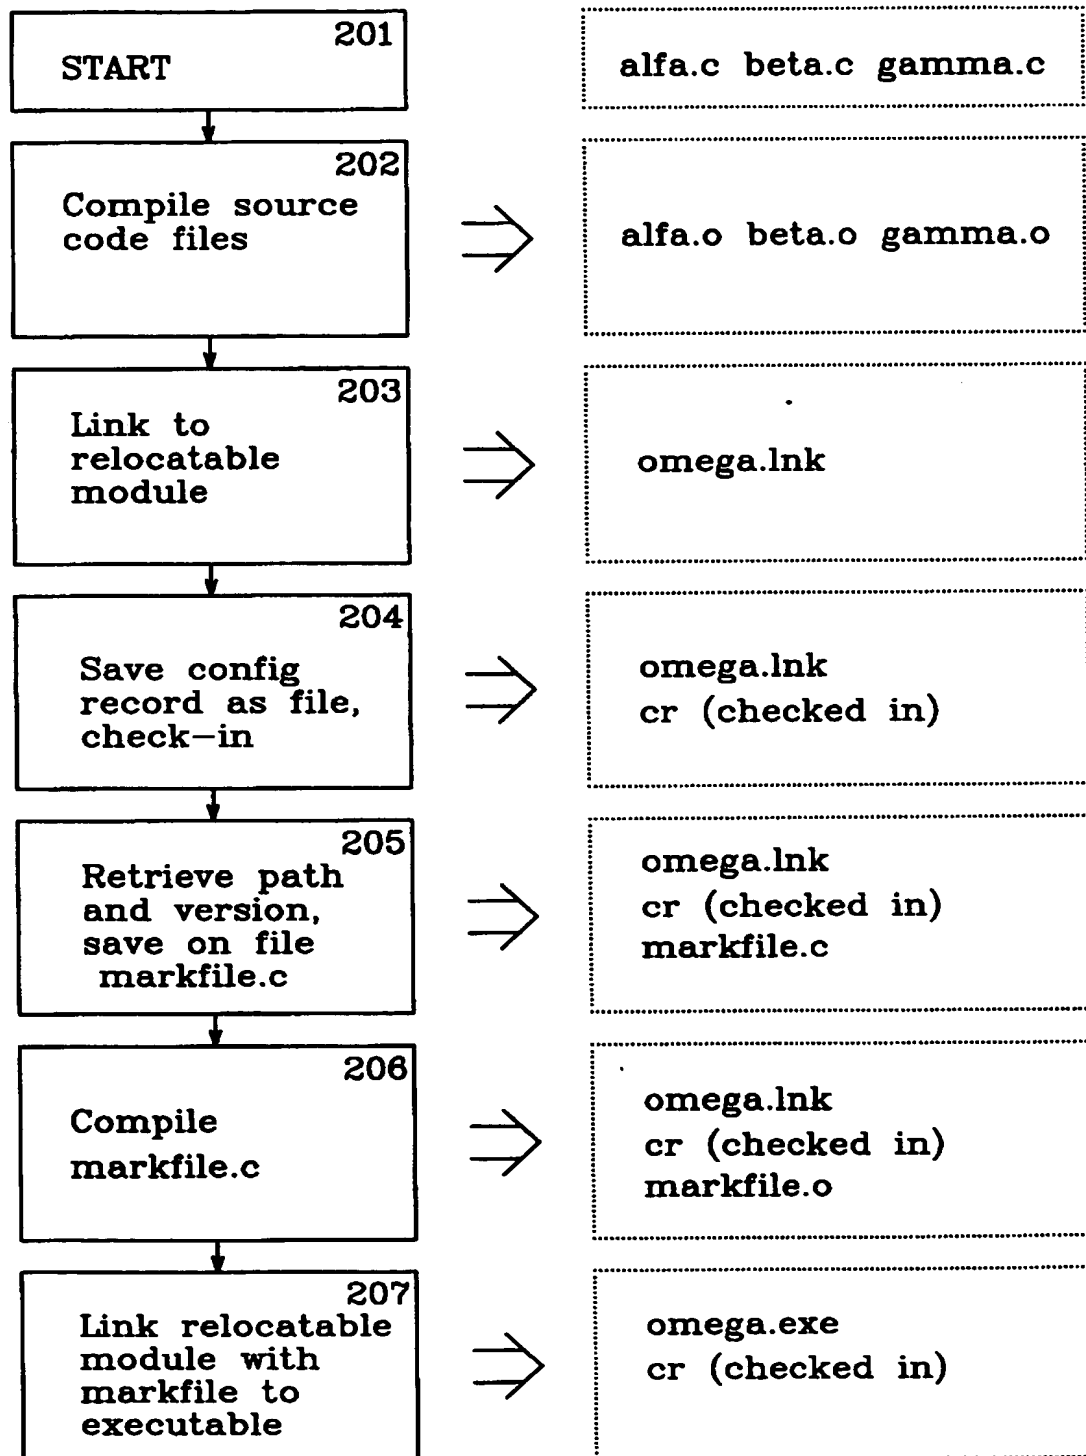 201
START
alfa.c beta.c gamma.c
202
Compile source
code files
alfa.o beta.o gamma.o
203
Link to
relocatable
module
omega.lnk
204
Save config
record as file,
check-in
omega.lnk
cr (checked in)
205
Retrieve path
and version,
save on file
markfile.c
omega.lnk
cr (checked in)
markfile.c
206
Compile
markfile.c
omega.lnk
cr (checked in)
markfile.o
207
Link relocatable
module with
markfile to
executable
omega.exe
cr (checked in)